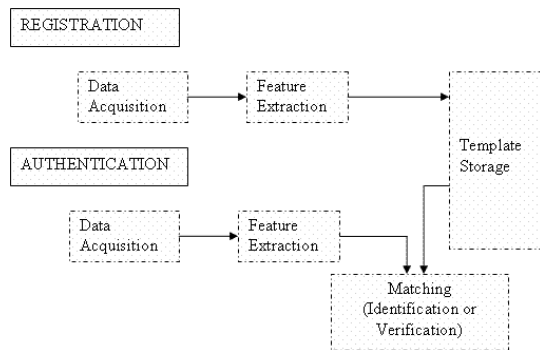 REGISTRATION
Data
Acquisition
Feature
Extraction
Template
Storage
AUTHENTICATION
Data
Acquisition
Feature
Extraction
Matching
(Identification or
Verification)